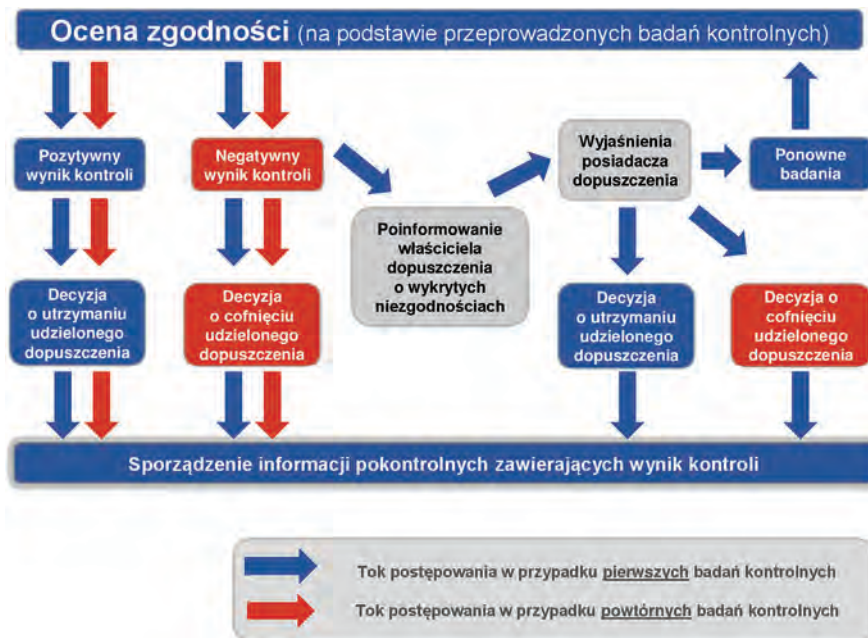 Ocena zgodności (na podstawie przeprowadzonych badań kontrolnych)
Pozytywny
wynik kontroli
Negatywny
wynik kontroli
Wyjaśnienia
posiadacza
dopuszczenia
Ponowne
badania
Poinformowanie
właściciela
dopuszczenia
o wykrytych
niezgodnościach
Decyzja
o utrzymaniu
udzielonego
dopuszczenia
Decyzja
o cofnięciu
udzielonego
dopuszczenia
Decyzja
o utrzymaniu
udzielonego
dopuszczenia
Decyzja o
cofnięciu
udzielonego
dopuszczenia
Sporządzenie informacji pokontrolnych zawierających wynik kontroli
Tok postępowania w przypadku pierwszych badań kontrolnych
Tok postępowania w przypadku powtórnych badań kontrolnych